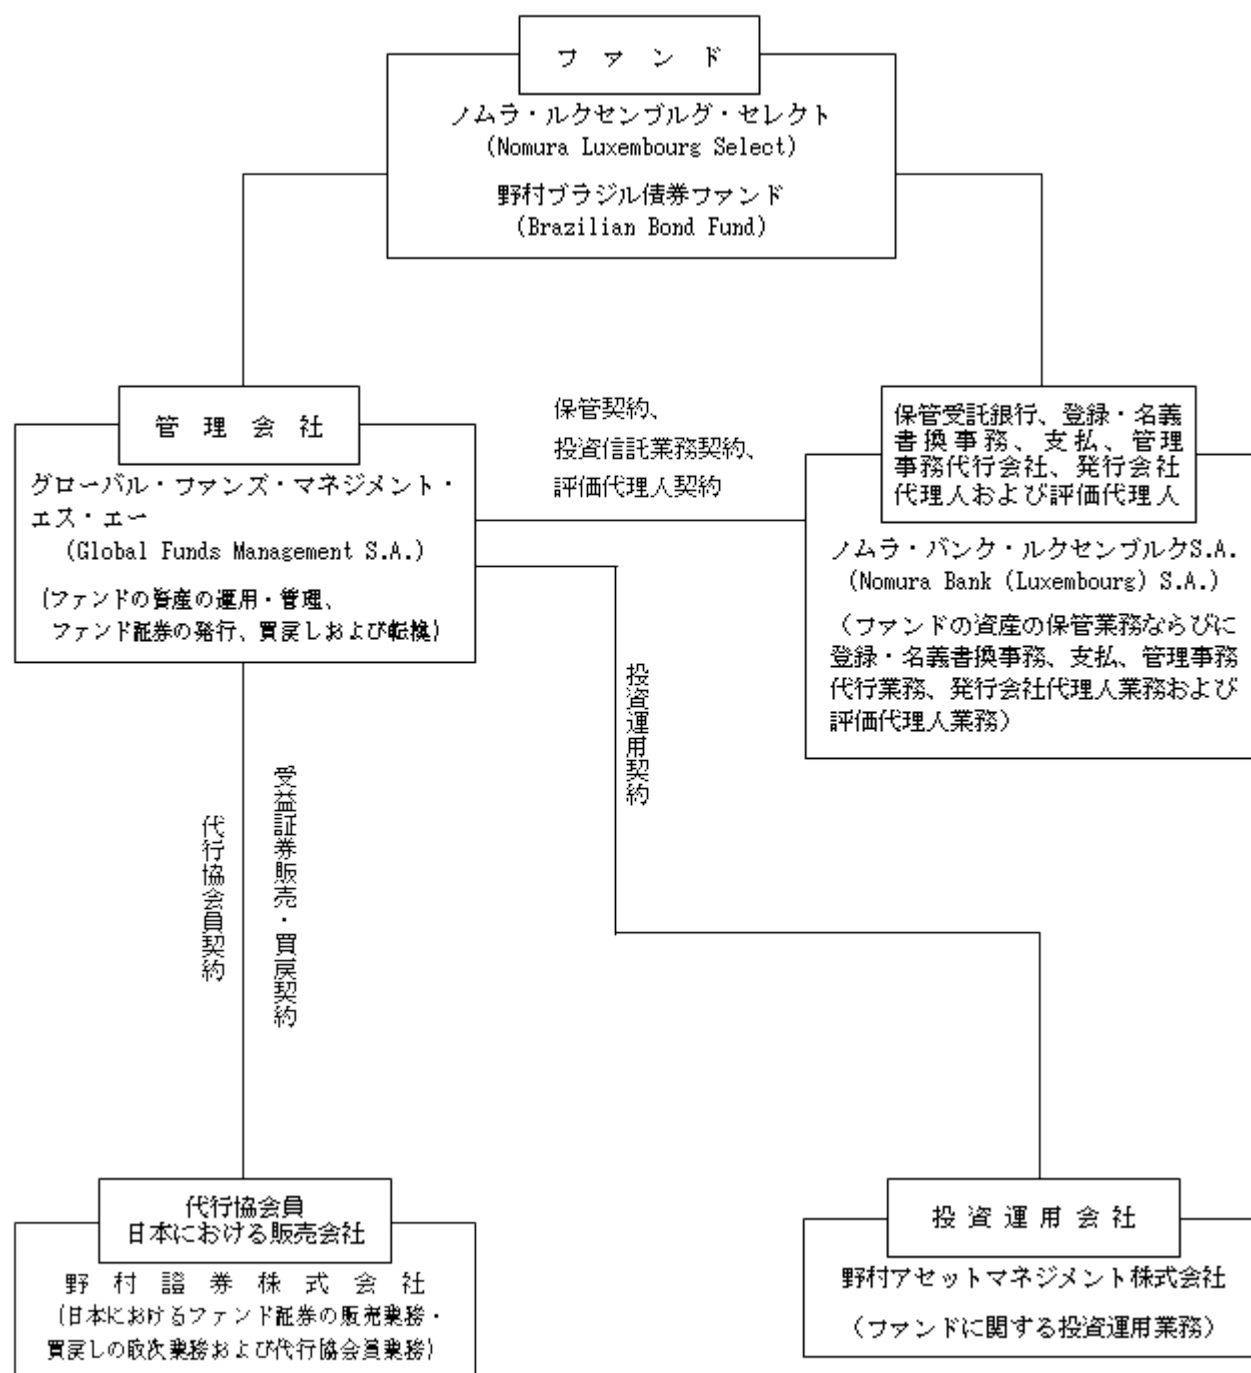 ファンド
ノムラ・ルクセンブルグ・セレクト
(Nomura Luxembourg Select)
野村ブラジル債券ファンド
(Brazilian Bond Fund)
管理会社
グローバル・ファンズ・マネジメント・
エス・エー
(Global Funds Management S.A.)
(ファンドの資産の運用・管理、
ファンド証券の発行、買戻しおよび転換)
保管契約、
投資信託業務契約、
評価代理人契約
保管受託銀行、登録・名義
書換事務、支払、管理
事務代行会社、発行会社
代理人および評価代理人
ノムラ・バンク・ルクセンブルクS.A.
(Nomura Bank (Luxembourg) S.A.)
(ファンドの資産の保管業務ならびに
登録・名義書換事務、支払、管理事務
代行業務、発行会社代理人業務および
評価代理人業務)
代行協会員契約
受益証券販売・買戻契約
投資運用契約
代行協会員
日本における販売会社
野村證券株式会社
(日本におけるファンド証券の販売業務・
買戻しの取次業務および代行協会員業務)
投資運用会社
野村アセットマネジメント株式会社
(ファンドに関する投資運用業務)